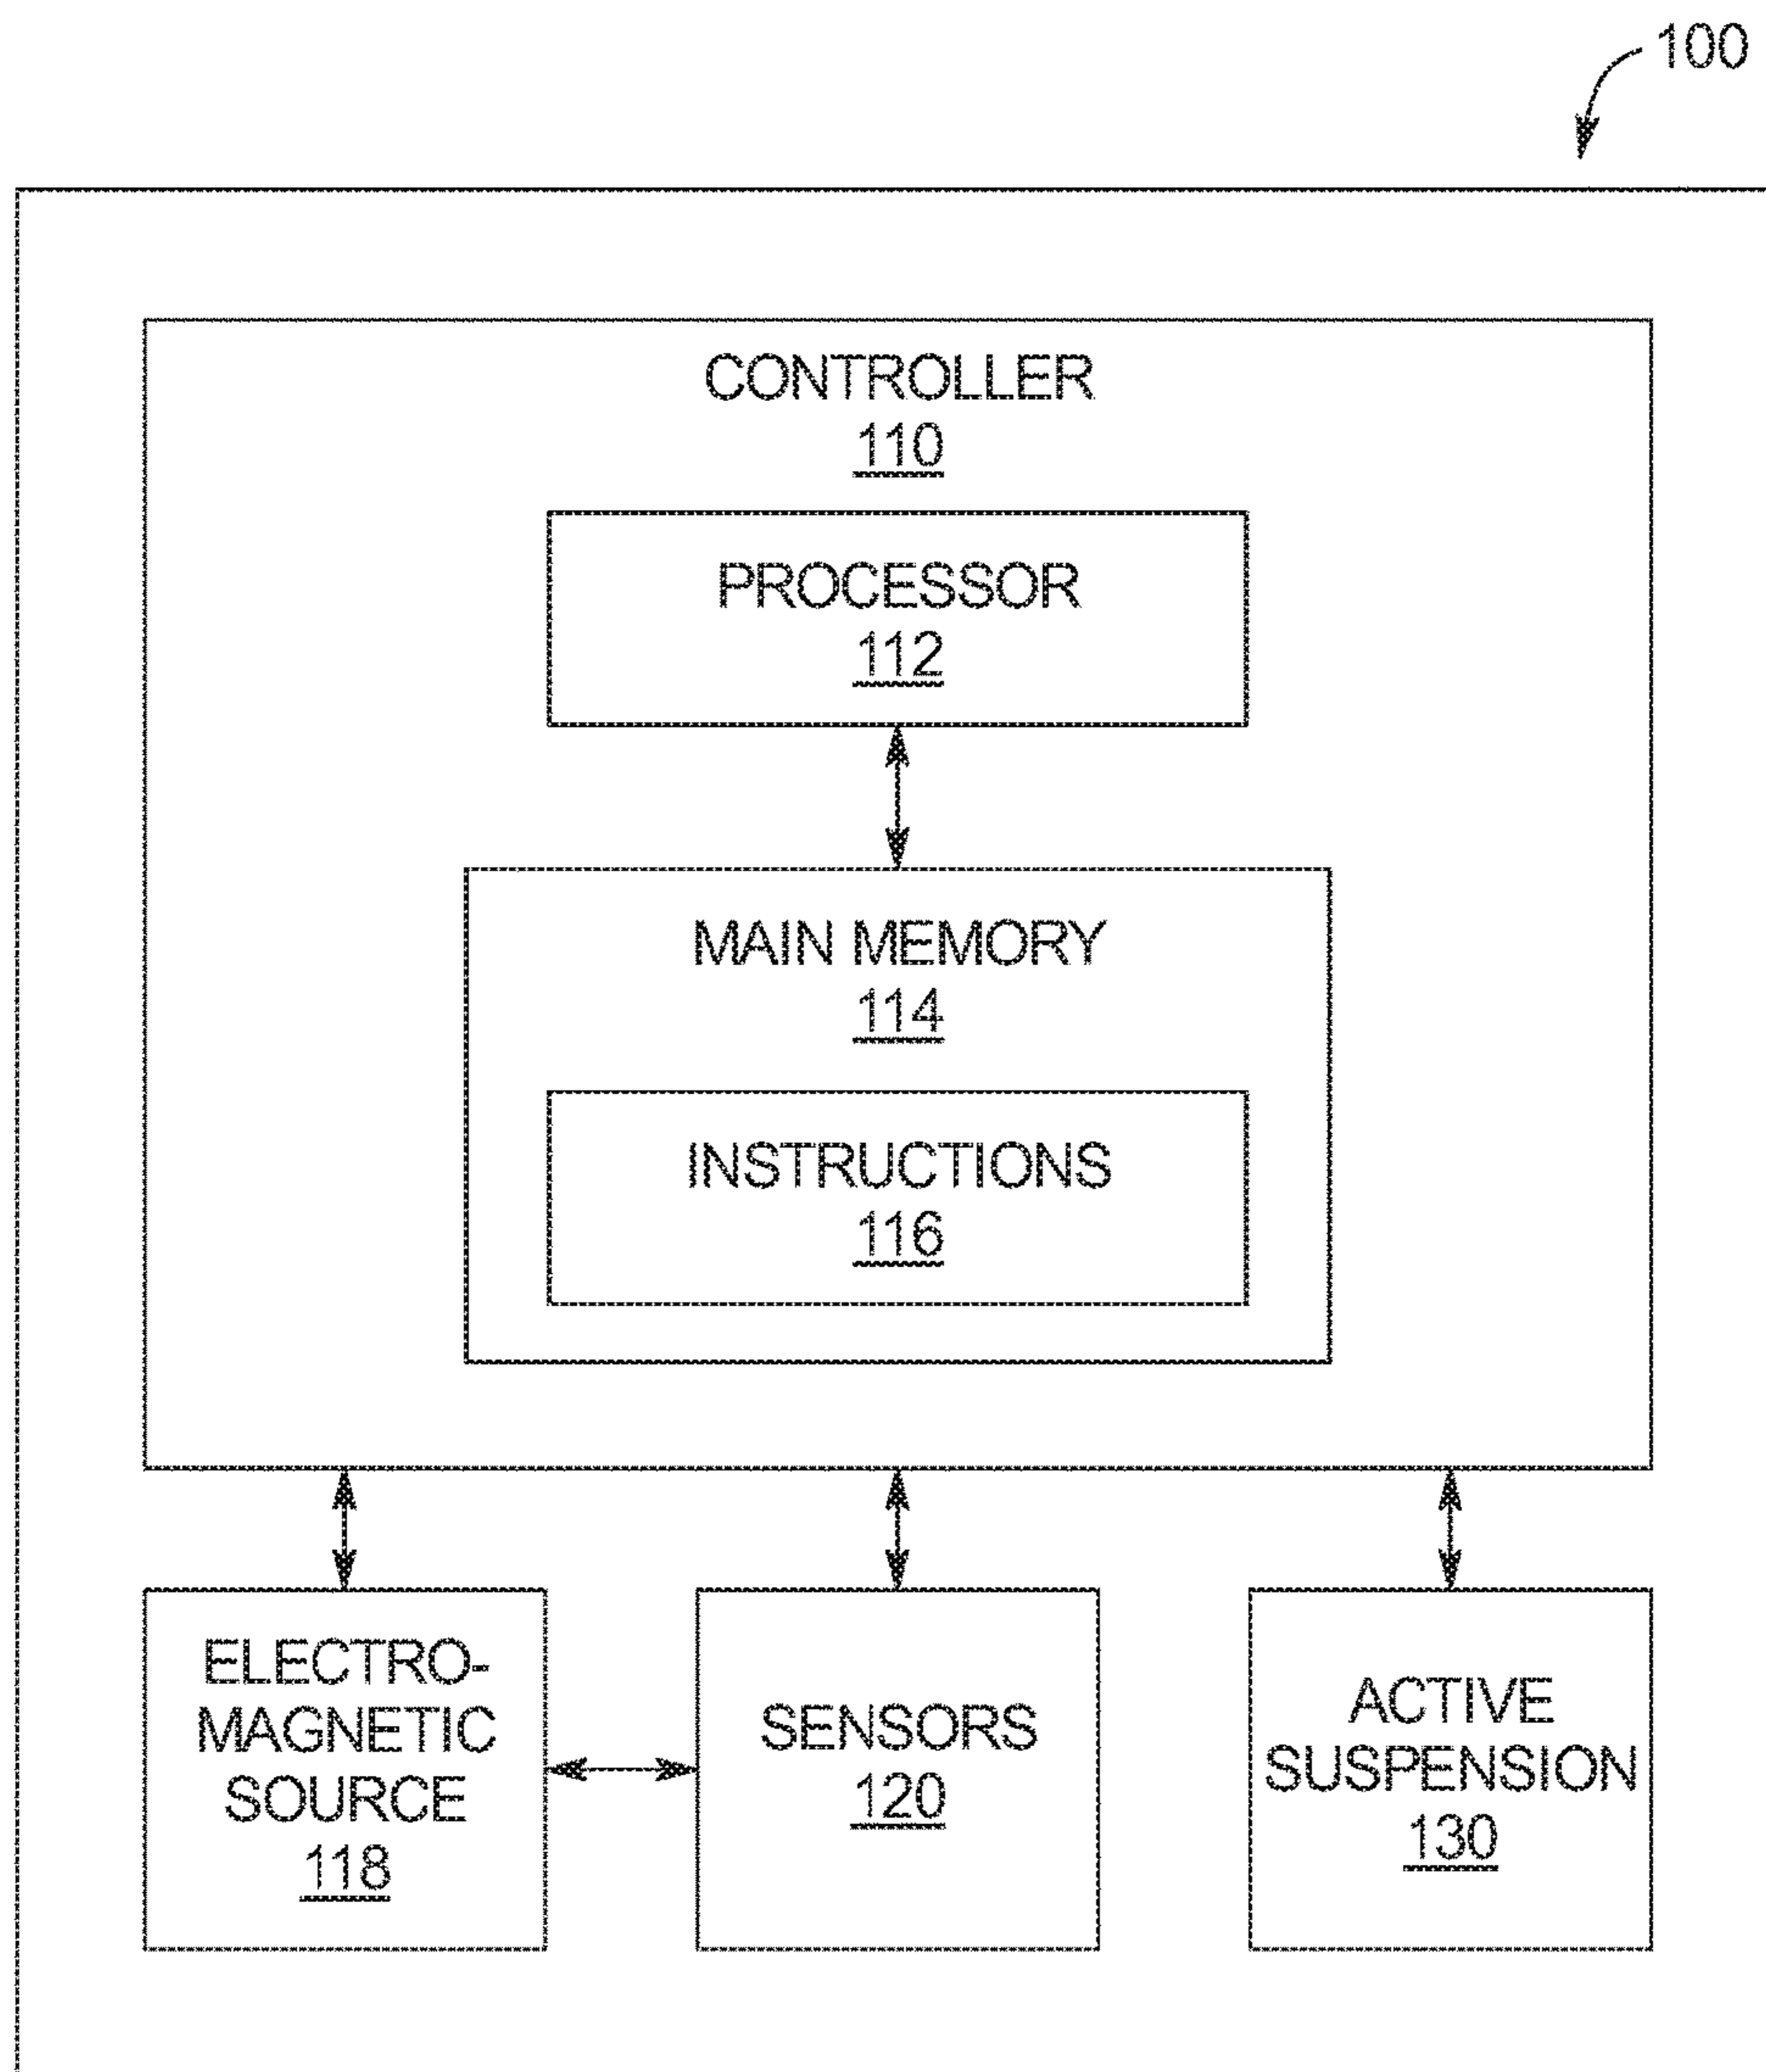 100
CONTROLLER
110
PROCESSOR
112
MAIN MEMORY
114
INSTRUCTIONS
116
ELECTRO-
MAGNETIC
SOURCE
118
SENSORS
120
ACTIVE
SUSPENSION
130